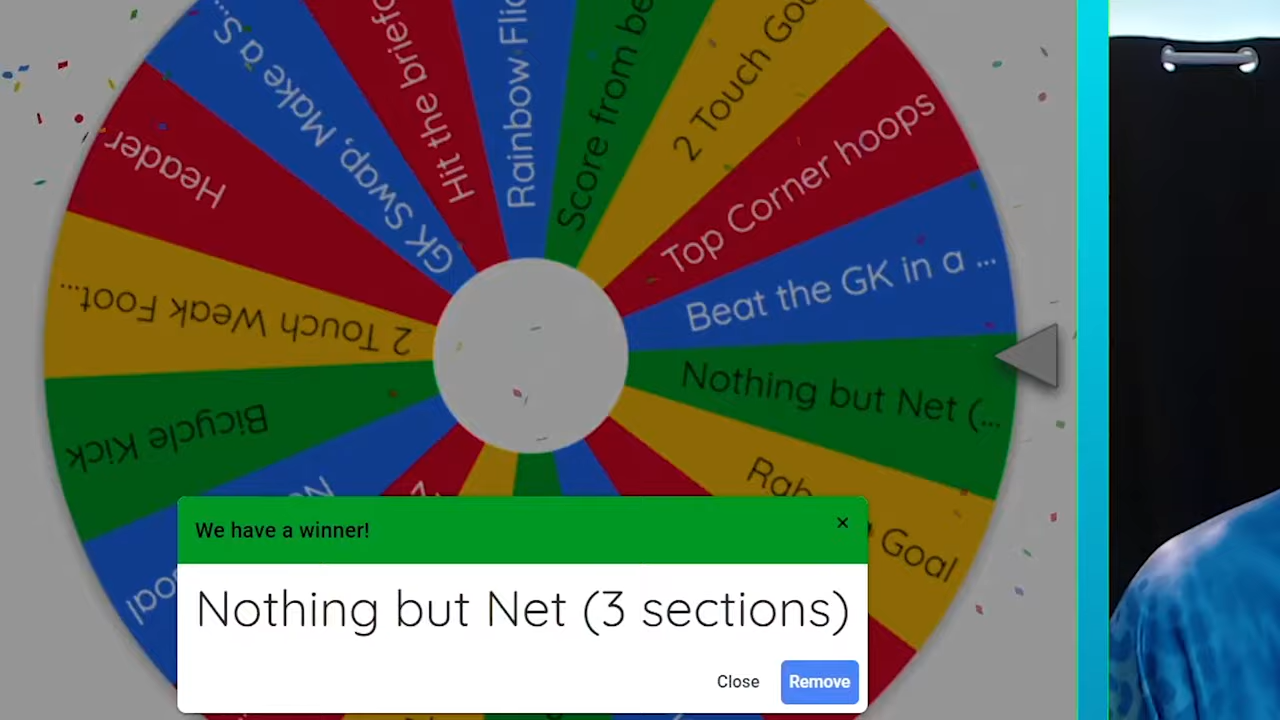 GK Swap, Make a S...
Hit the briefc
Rainbow Flic
Score from be
2 Touch Goa
Top Corner hoops
Beat the GK in a ...
Nothing but Net (...
Goal
Header
2 Touch Weak Foot...
Bicycle Kick
We have a winner!
×
Nothing but Net (3 sections)
Close
Remove